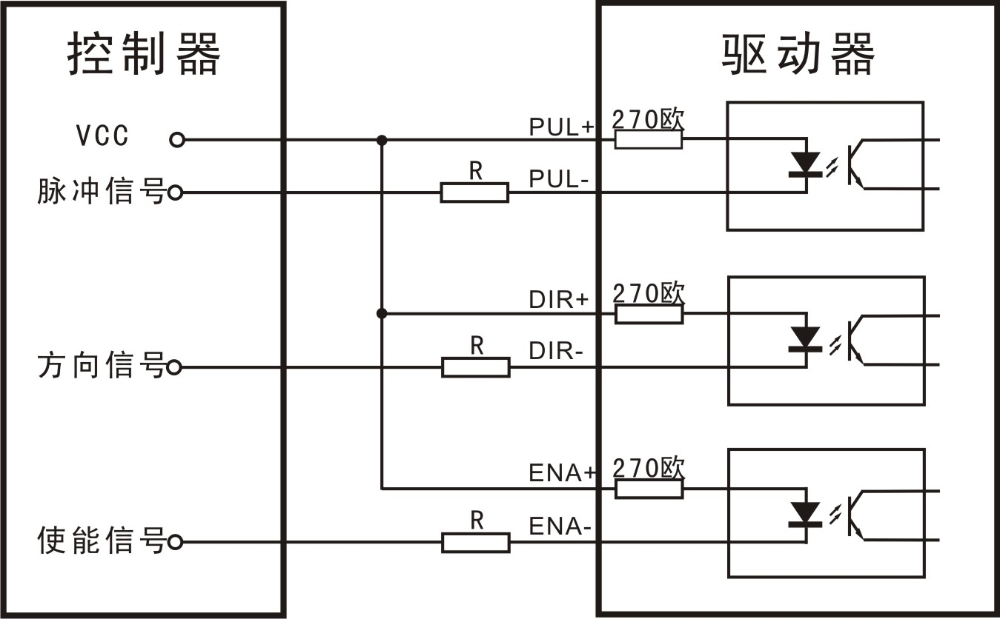 控制器
驱动器
VCC
PUL+
270欧
脉冲信号
R
PUL-
DIR+
270欧
方向信号
R
DIR-
ENA+
270欧
使能信号
R
ENA-